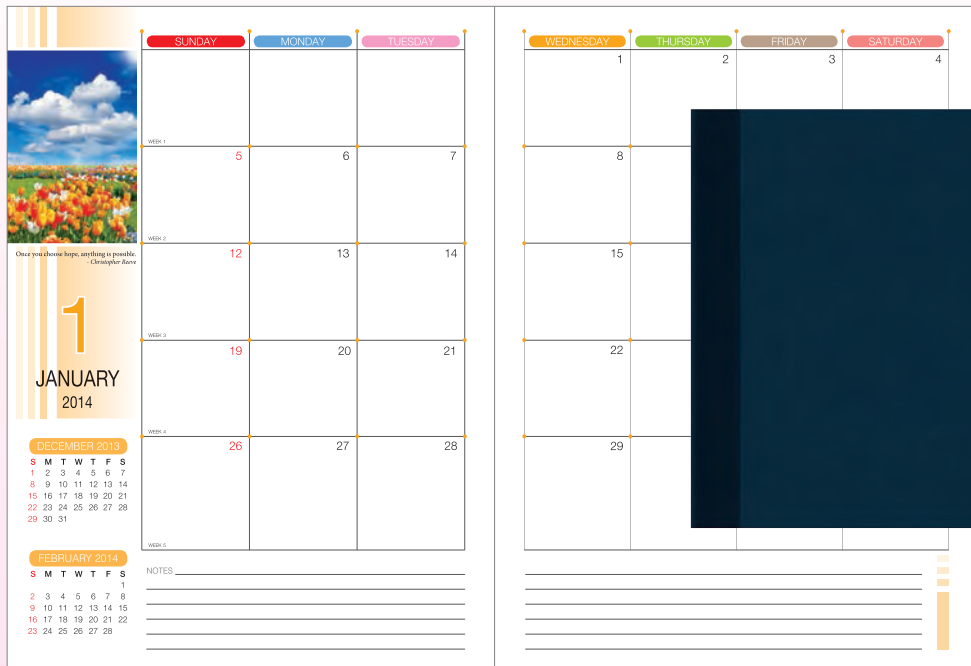 SUNDAY MONDAY TUESDAY WEDNESDAY THURSDAY FRIDAY SATURDAY
1 2 3 4
WEEK 1
5 6 7 8
WEEK 2
Once you choose hope, anything is possible.
- Christopher Reeve
12 13 14 15
WEEK 3
1
JANUARY
2014
19 20 21 22
WEEK 4
26 27 28 29
WEEK 5
DECEMBER 2013
S M T W T F S
1 2 3 4 5 6 7
8 9 10 11 12 13 14
15 16 17 18 19 20 21
22 23 24 25 26 27 28
29 30 31
FEBRUARY 2014
S M T W T F S
1
2 3 4 5 6 7 8
9 10 11 12 13 14 15
16 17 18 19 20 21 22
23 24 25 26 27 28
NOTES